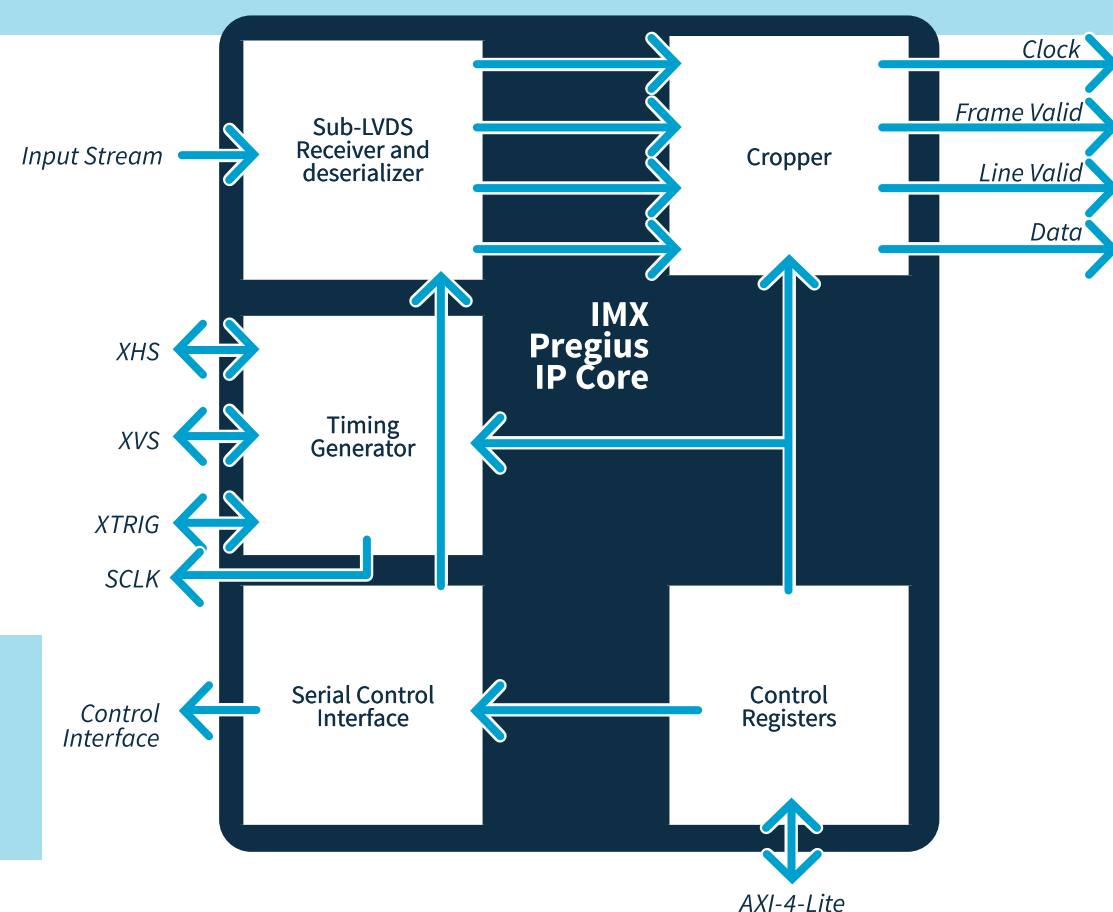 Clock
Frame Valid
Line Valid
Data
Input Stream
Sub-LVDS
Receiver and
deserializer
Cropper
IMX
Pregius
IP Core
XHS
XVS
XTRIG
SCLK
Timing
Generator
Control
Interface
Serial Control
Interface
Control
Registers
AXI-4-Lite